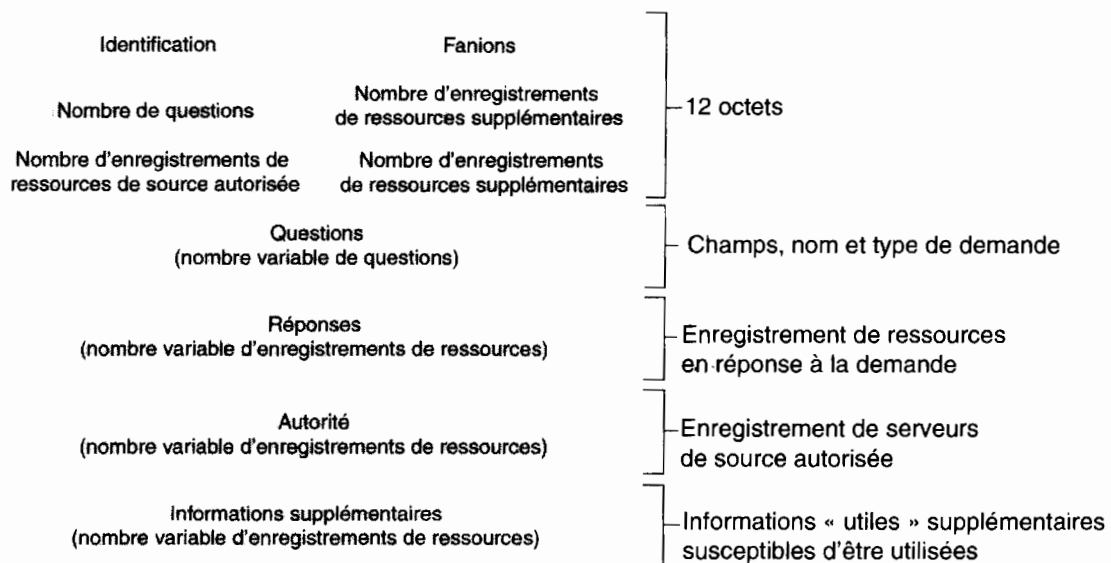 Identification
Fanions
Nombre de questions
Nombre d'enregistrements
de ressources supplémentaires
12 octets
Nombre d'enregistrements de
ressources de source autorisée
Nombre d'enregistrements
de ressources supplémentaires
Questions
(nombre variable de questions)
Champs, nom et type de demande
Réponses
(nombre variable d'enregistrements de ressources)
Enregistrement de ressources
en réponse à la demande
Autorité
(nombre variable d'enregistrements de ressources)
Enregistrement de serveurs
de source autorisée
Informations supplémentaires
(nombre variable d'enregistrements de ressources)
Informations « utiles » supplémentaires
susceptibles d'être utilisées